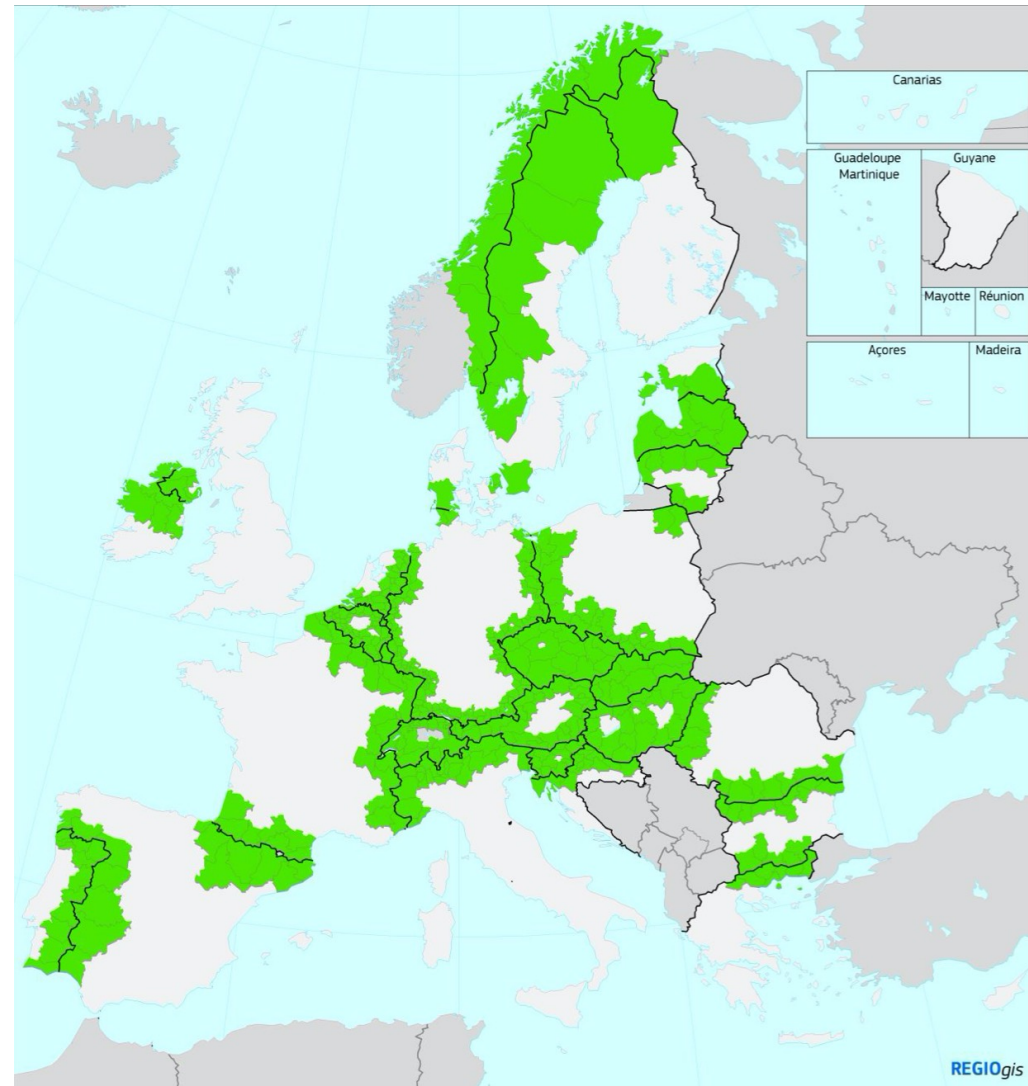 Canarias
Guadeloupe
Martinique
Guyane
Mayotte
Réunion
Açores
Madeira
REGIOgis